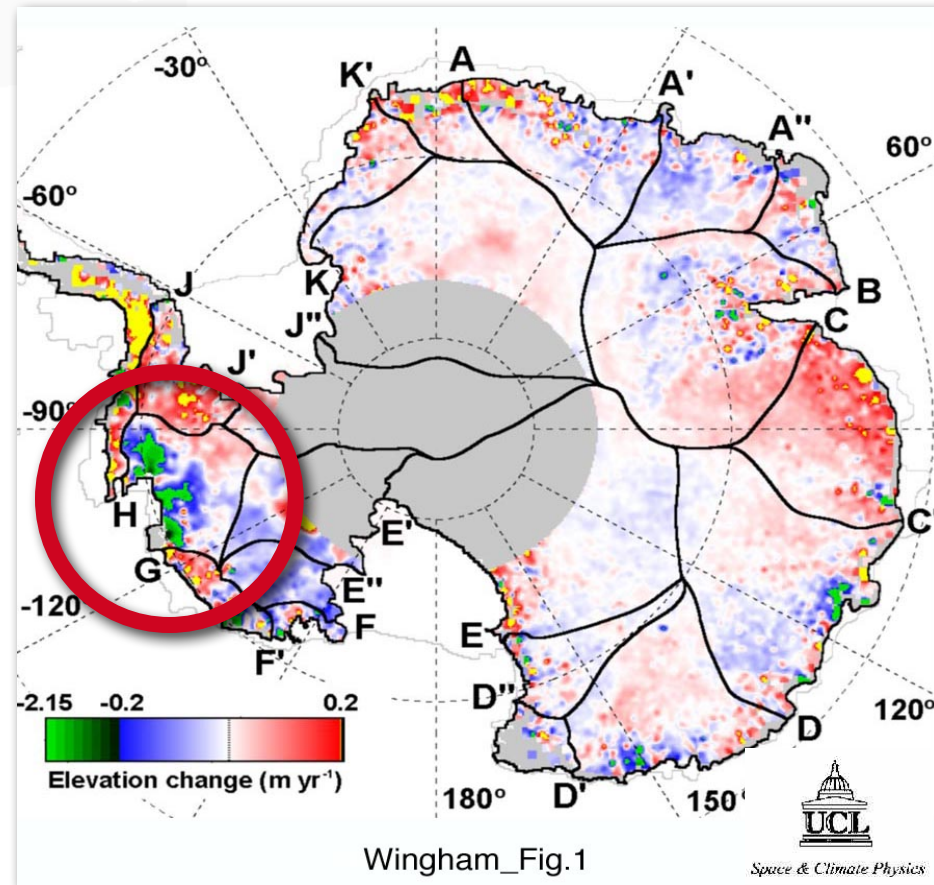 -30°
K'
A
A'
A"
60°
-60°
K
J
J"
J'
B
C
-90°
H
G
E'
C'
-120
E"
F
F'
E
D"
D
D'
120°
180°
150°
-2.15 -0.2 0.2
Elevation change (m yr-1)
Wingham_Fig.1
UCL
Space & Climate Physics